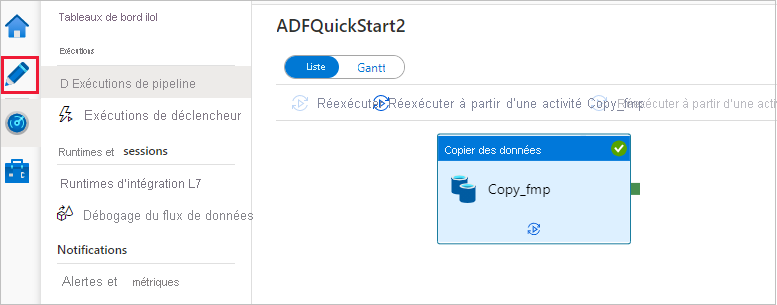 Tableaux de bord ilol
Exécutions
D Exécutions de pipeline
Exécutions de déclencheur
Runtimes et sessions
Runtimes d'intégration L7
Débogage du flux de données
Notifications
Alertes et métriques
ADFQuickStart2
Liste Gantt
Réexécuter Réexécuter à partir d'une activité Copy_fmp Réexécuter à partir d'une acti
Copier des données
Copy_fmp